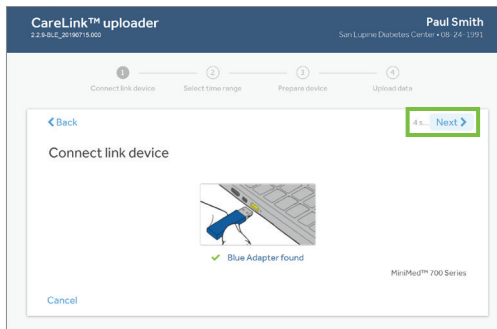 CareLink™ uploader
Paul Smith
2.2.9-BLE_20190715.000
San Lupine Diabetes Center • 08-24-1991
1
2
3
4
Connect link device
Select time range
Prepare device
Upload data
Back
4 s...
Next
Connect link device
Blue Adapter found
MiniMed™ 700 Series
Cancel